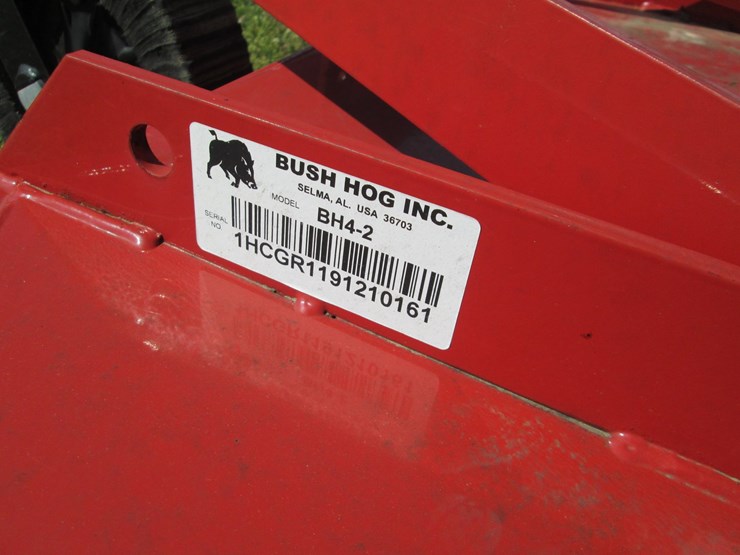 BUSH HOG INC.
SELMA, AL. USA 36703
MODEL BH4-2
SERIAL NO.
1HCGR1191210161